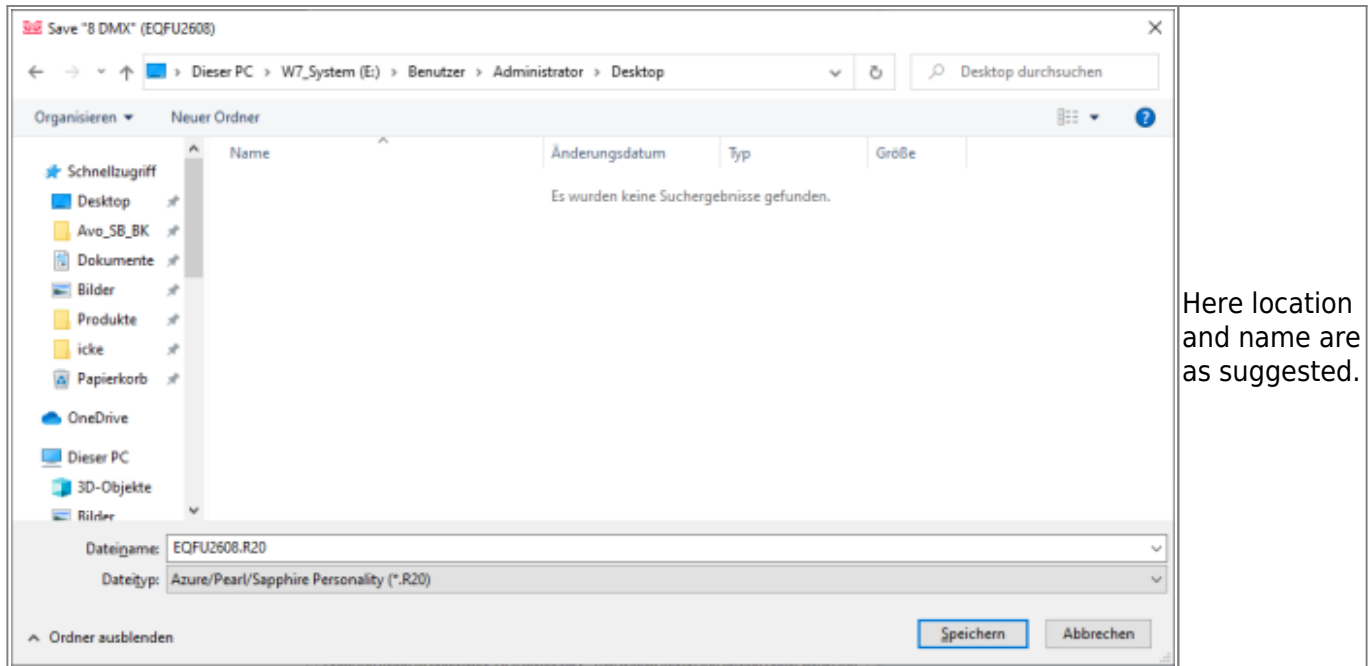 Save "8 DMX" (EQFU2608)
Dieser PC > W7_System (E:) > Benutzer > Administrator > Desktop
Desktop durchsuchen
Organisieren
Neuer Ordner
Name Änderungsdatum Typ Größe
Es wurden keine Suchergebnisse gefunden.
Schnellzugriff
Desktop
Avo_SB_BK
Dokumente
Bilder
Produkte
icke
Papierkorb
OneDrive
Dieser PC
3D-Objekte
Bilder
Dateiname: EQFU2608.R20
Dateityp: Azure/Pearl/Sapphire Personality (*.R20)
Ordner ausblenden
Speichern
Abbrechen
Here location
and name are
as suggested.